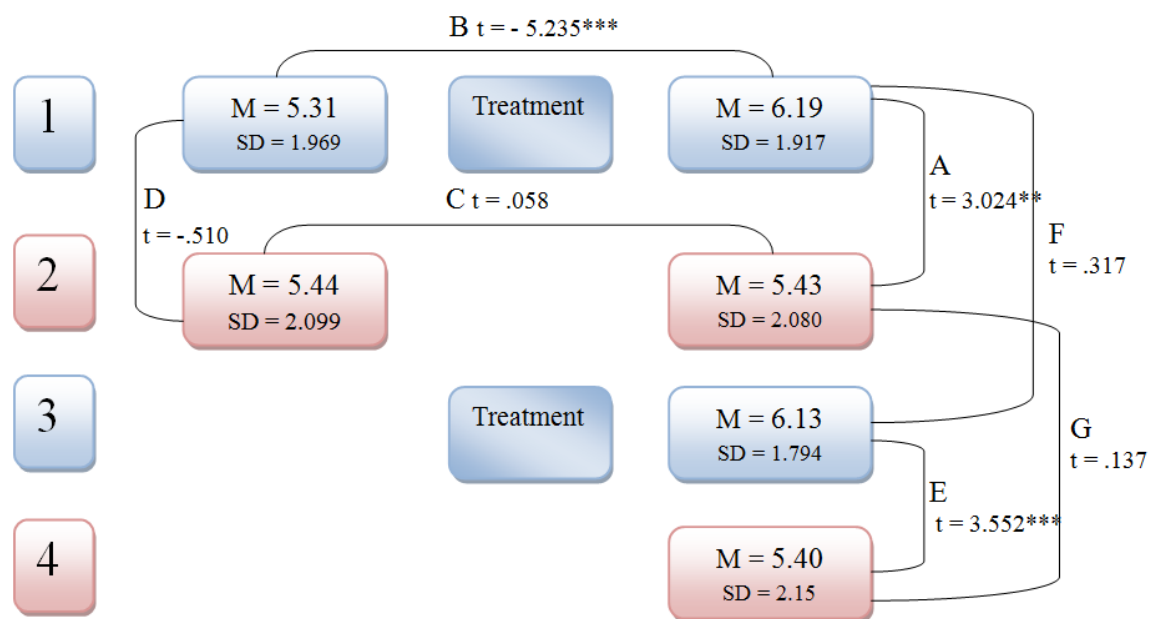 B t = - 5.235***
1
M = 5.31
SD = 1.969
Treatment
M = 6.19
SD = 1.917
A
t = 3.024**
D
t = -.510
C t = .058
F
t = .317
2
M = 5.44
SD = 2.099
M = 5.43
SD = 2.080
3
Treatment
M = 6.13
SD = 1.794
G
t = .137
E
t = 3.552***
4
M = 5.40
SD = 2.15